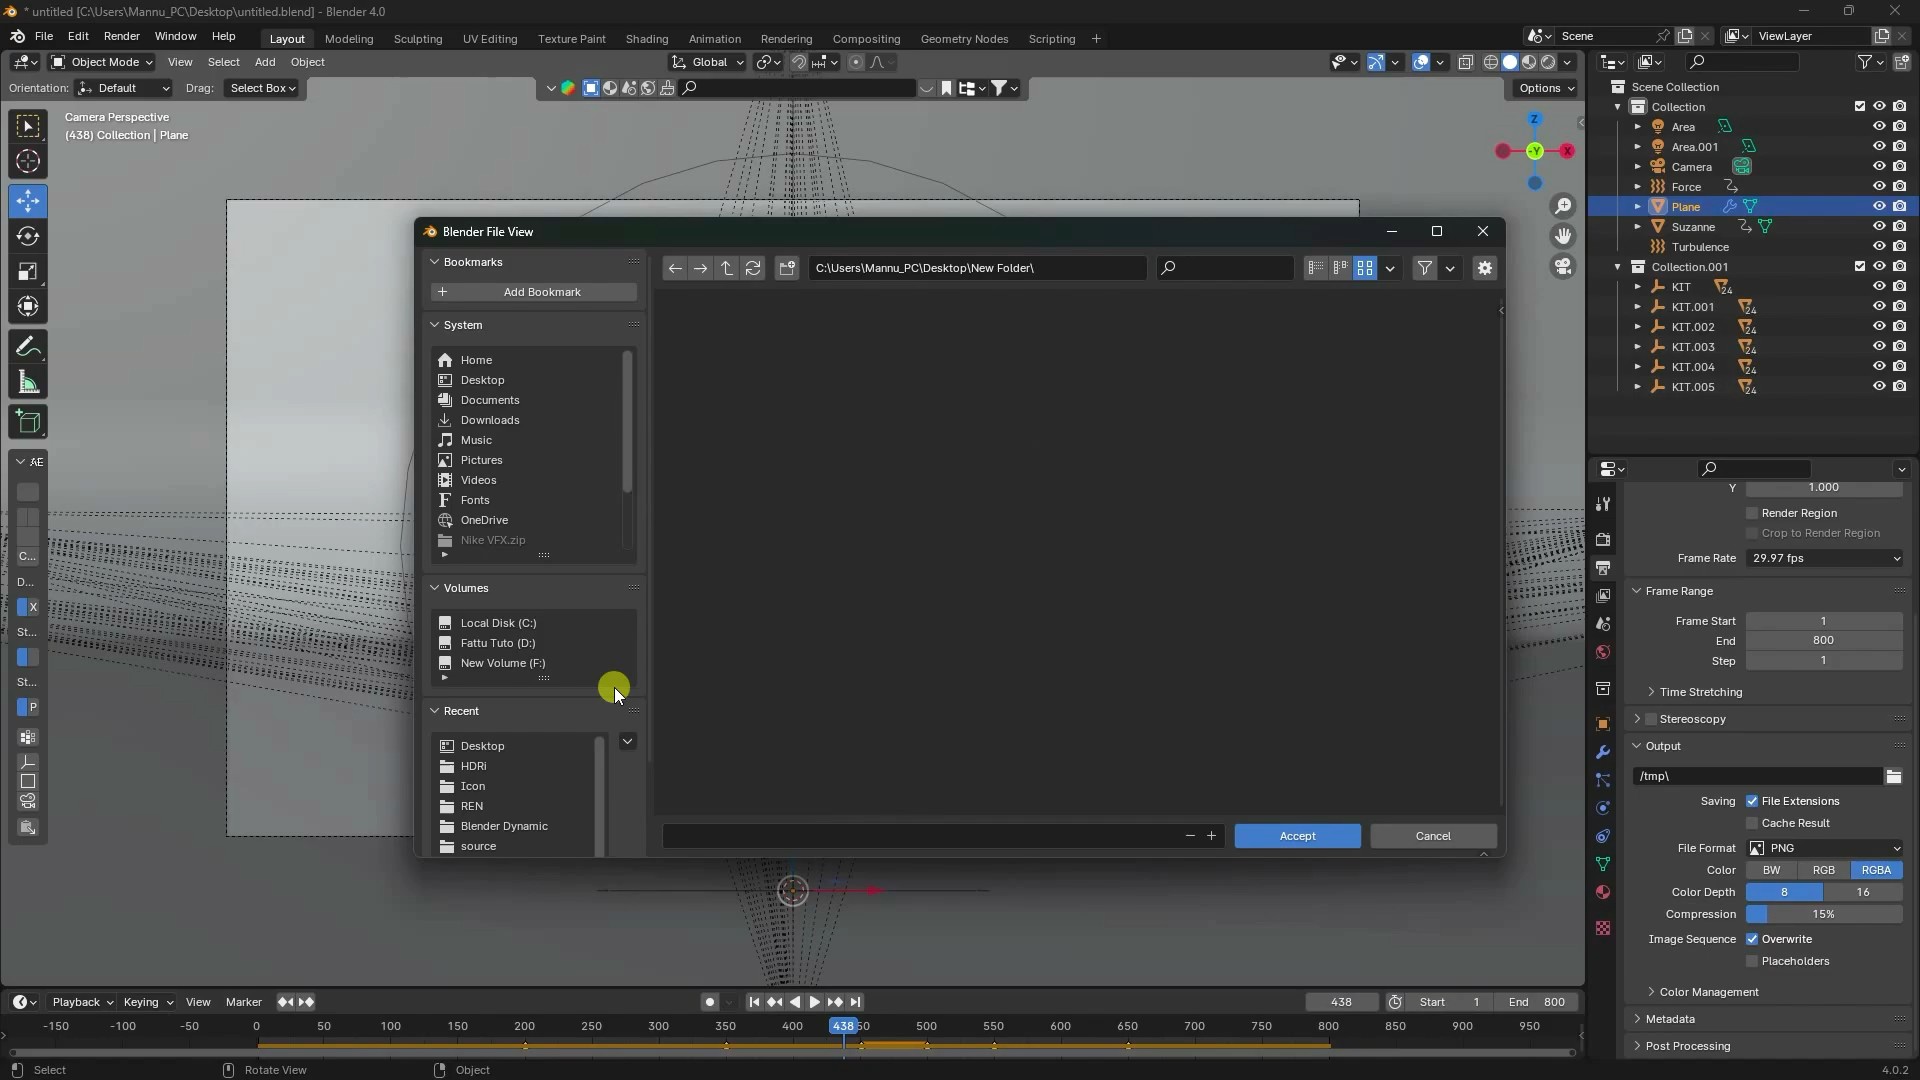 * untitled [C:\Users\Mannu_PC\Desktop\untitled.blend] - Blender 4.0
File Edit Render Window Help Layout Modeling Sculpting UV Editing Texture Paint Shading Animation Rendering Compositing Geometry Nodes Scripting + Scene ViewLayer
Object Mode View Select Add Object Global
Orientation: Default Drag: Select Box Options
Camera Perspective
(438) Collection | Plane
Z
-Y X
Scene Collection
Collection
Area
Area.001
Camera
Force
Plane
Suzanne
Turbulence
Collection.001
KIT 24
KIT.001 24
KIT.002 24
KIT.003 24
KIT.004 24
KIT.005 24
AE
C...
D...
X
St...
St...
P
Blender File View
Bookmarks
Add Bookmark
System
Home
Desktop
Documents
Downloads
Music
Pictures
Videos
Fonts
OneDrive
Nike VFX.zip
Volumes
Local Disk (C:)
Fattu Tuto (D:)
New Volume (F:)
Recent
Desktop
HDRi
Icon
REN
Blender Dynamic
source
C:\Users\Mannu_PC\Desktop\New Folder\
Accept Cancel
Y 1.000
Render Region
Crop to Render Region
Frame Rate 29.97 fps
Frame Range
Frame Start 1
End 800
Step 1
Time Stretching
Stereoscopy
Output
/tmp\
Saving File Extensions
Cache Result
File Format PNG
Color BW RGB RGBA
Color Depth 8 16
Compression 15%
Image Sequence Overwrite
Placeholders
Color Management
Metadata
Post Processing
Playback Keying View Marker 438 Start 1 End 800
-150 -100 -50 0 50 100 150 200 250 300 350 400 438 50 500 550 600 650 700 750 800 850 900 950
Select Rotate View Object 4.0.2